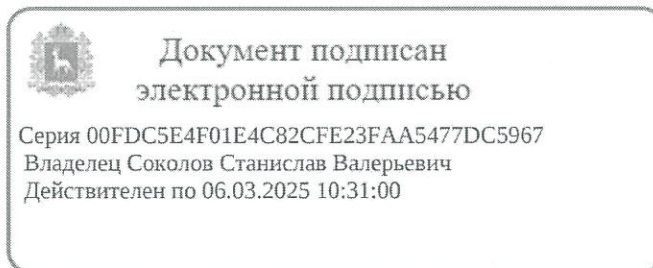 Документ подписан
электронной подписью
Серия 00FDC5E4F01E4C82CFE23FAA5477DC5967
Владелец Соколов Станислав Валерьевич
Действителен по 06.03.2025 10:31:00